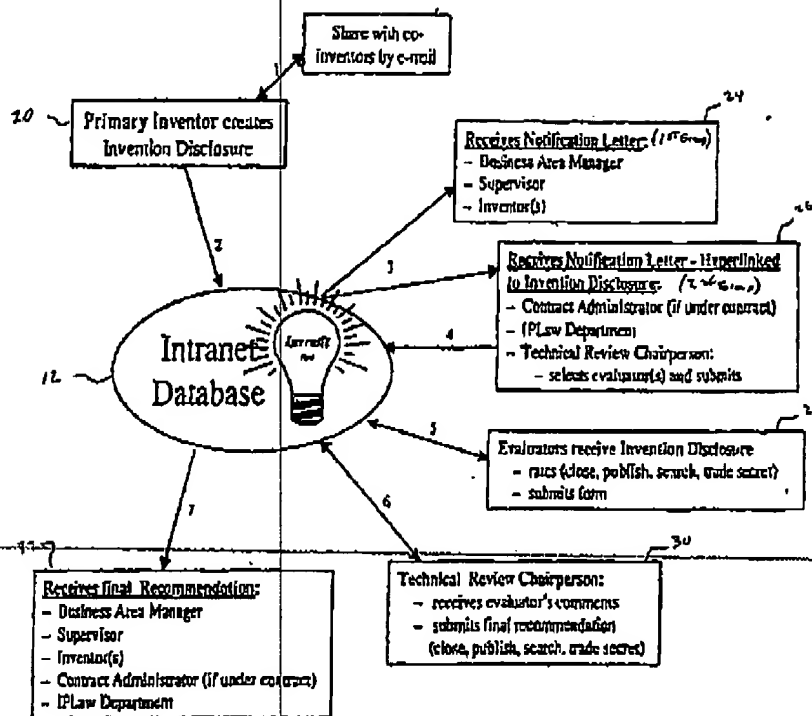 Share with co-
inventors by e-mail
1
20
Primary Inventor creates
Invention Disclosure
24
Receives Notification Letter: (1st Group)
– Business Area Manager
– Supervisor
– Inventor(s)
2
3
Receives Notification Letter - Hyperlinked
to Invention Disclosure: (2nd Group)
– Contract Administrator (if under contract)
– IPLaw Department
– Technical Review Chairperson:
– selects evaluator(s) and submits
4
Intranet
Database
12
5
Evaluators receive Invention Disclosure
– rates (close, publish, search, trade secret)
– submits form
6
7
30
Technical Review Chairperson:
– receives evaluator's comments
– submits final recommendation
(close, publish, search, trade secret)
Receives final Recommendation:
– Business Area Manager
– Supervisor
– Inventor(s)
– Contract Administrator (if under contract)
– IPLaw Department